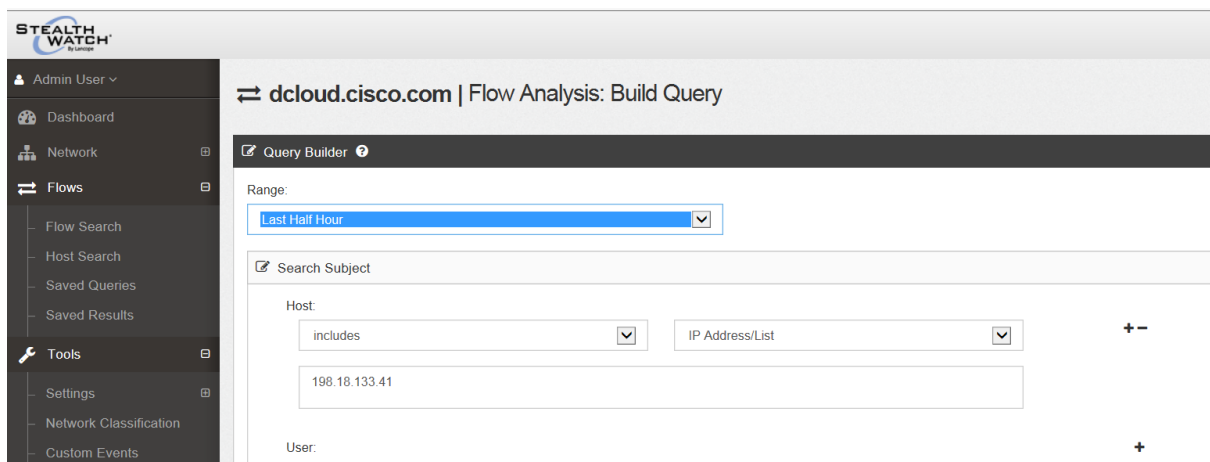 STEALTH
WATCH
By Lancope
Admin User
dcloud.cisco.com | Flow Analysis: Build Query
Dashboard
Network
Query Builder
Flows
Range:
Last Half Hour
Flow Search
Host Search
Search Subject
Saved Queries
Host:
Saved Results
includes
IP Address/List
Tools
198.18.133.41
Settings
Network Classification
Custom Events
User: